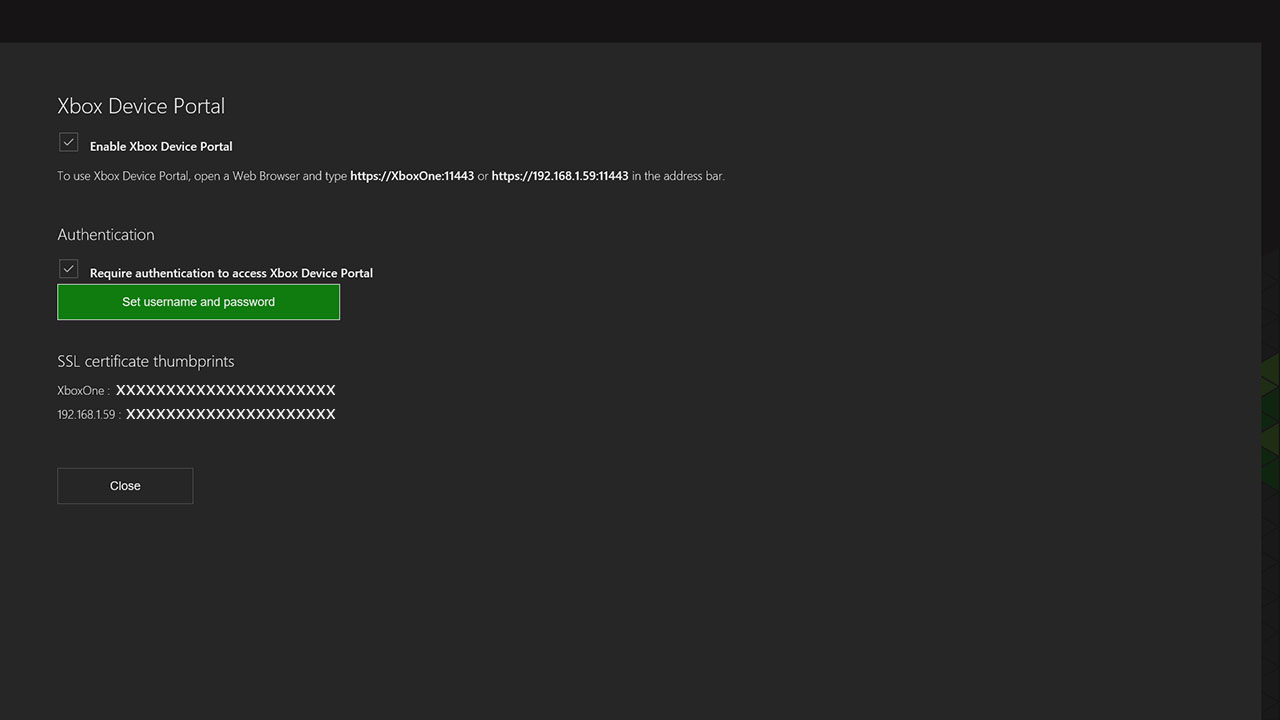 Xbox Device Portal
Enable Xbox Device Portal
To use Xbox Device Portal, open a Web Browser and type https://XboxOne:11443 or https://192.168.1.59:11443 in the address bar.
Authentication
Require authentication to access Xbox Device Portal
Set username and password
SSL certificate thumbprints
XboxOne : XXXXXXXXXXXXXXXXXXXXXX
192.168.1.59 : XXXXXXXXXXXXXXXXXXXXX
Close